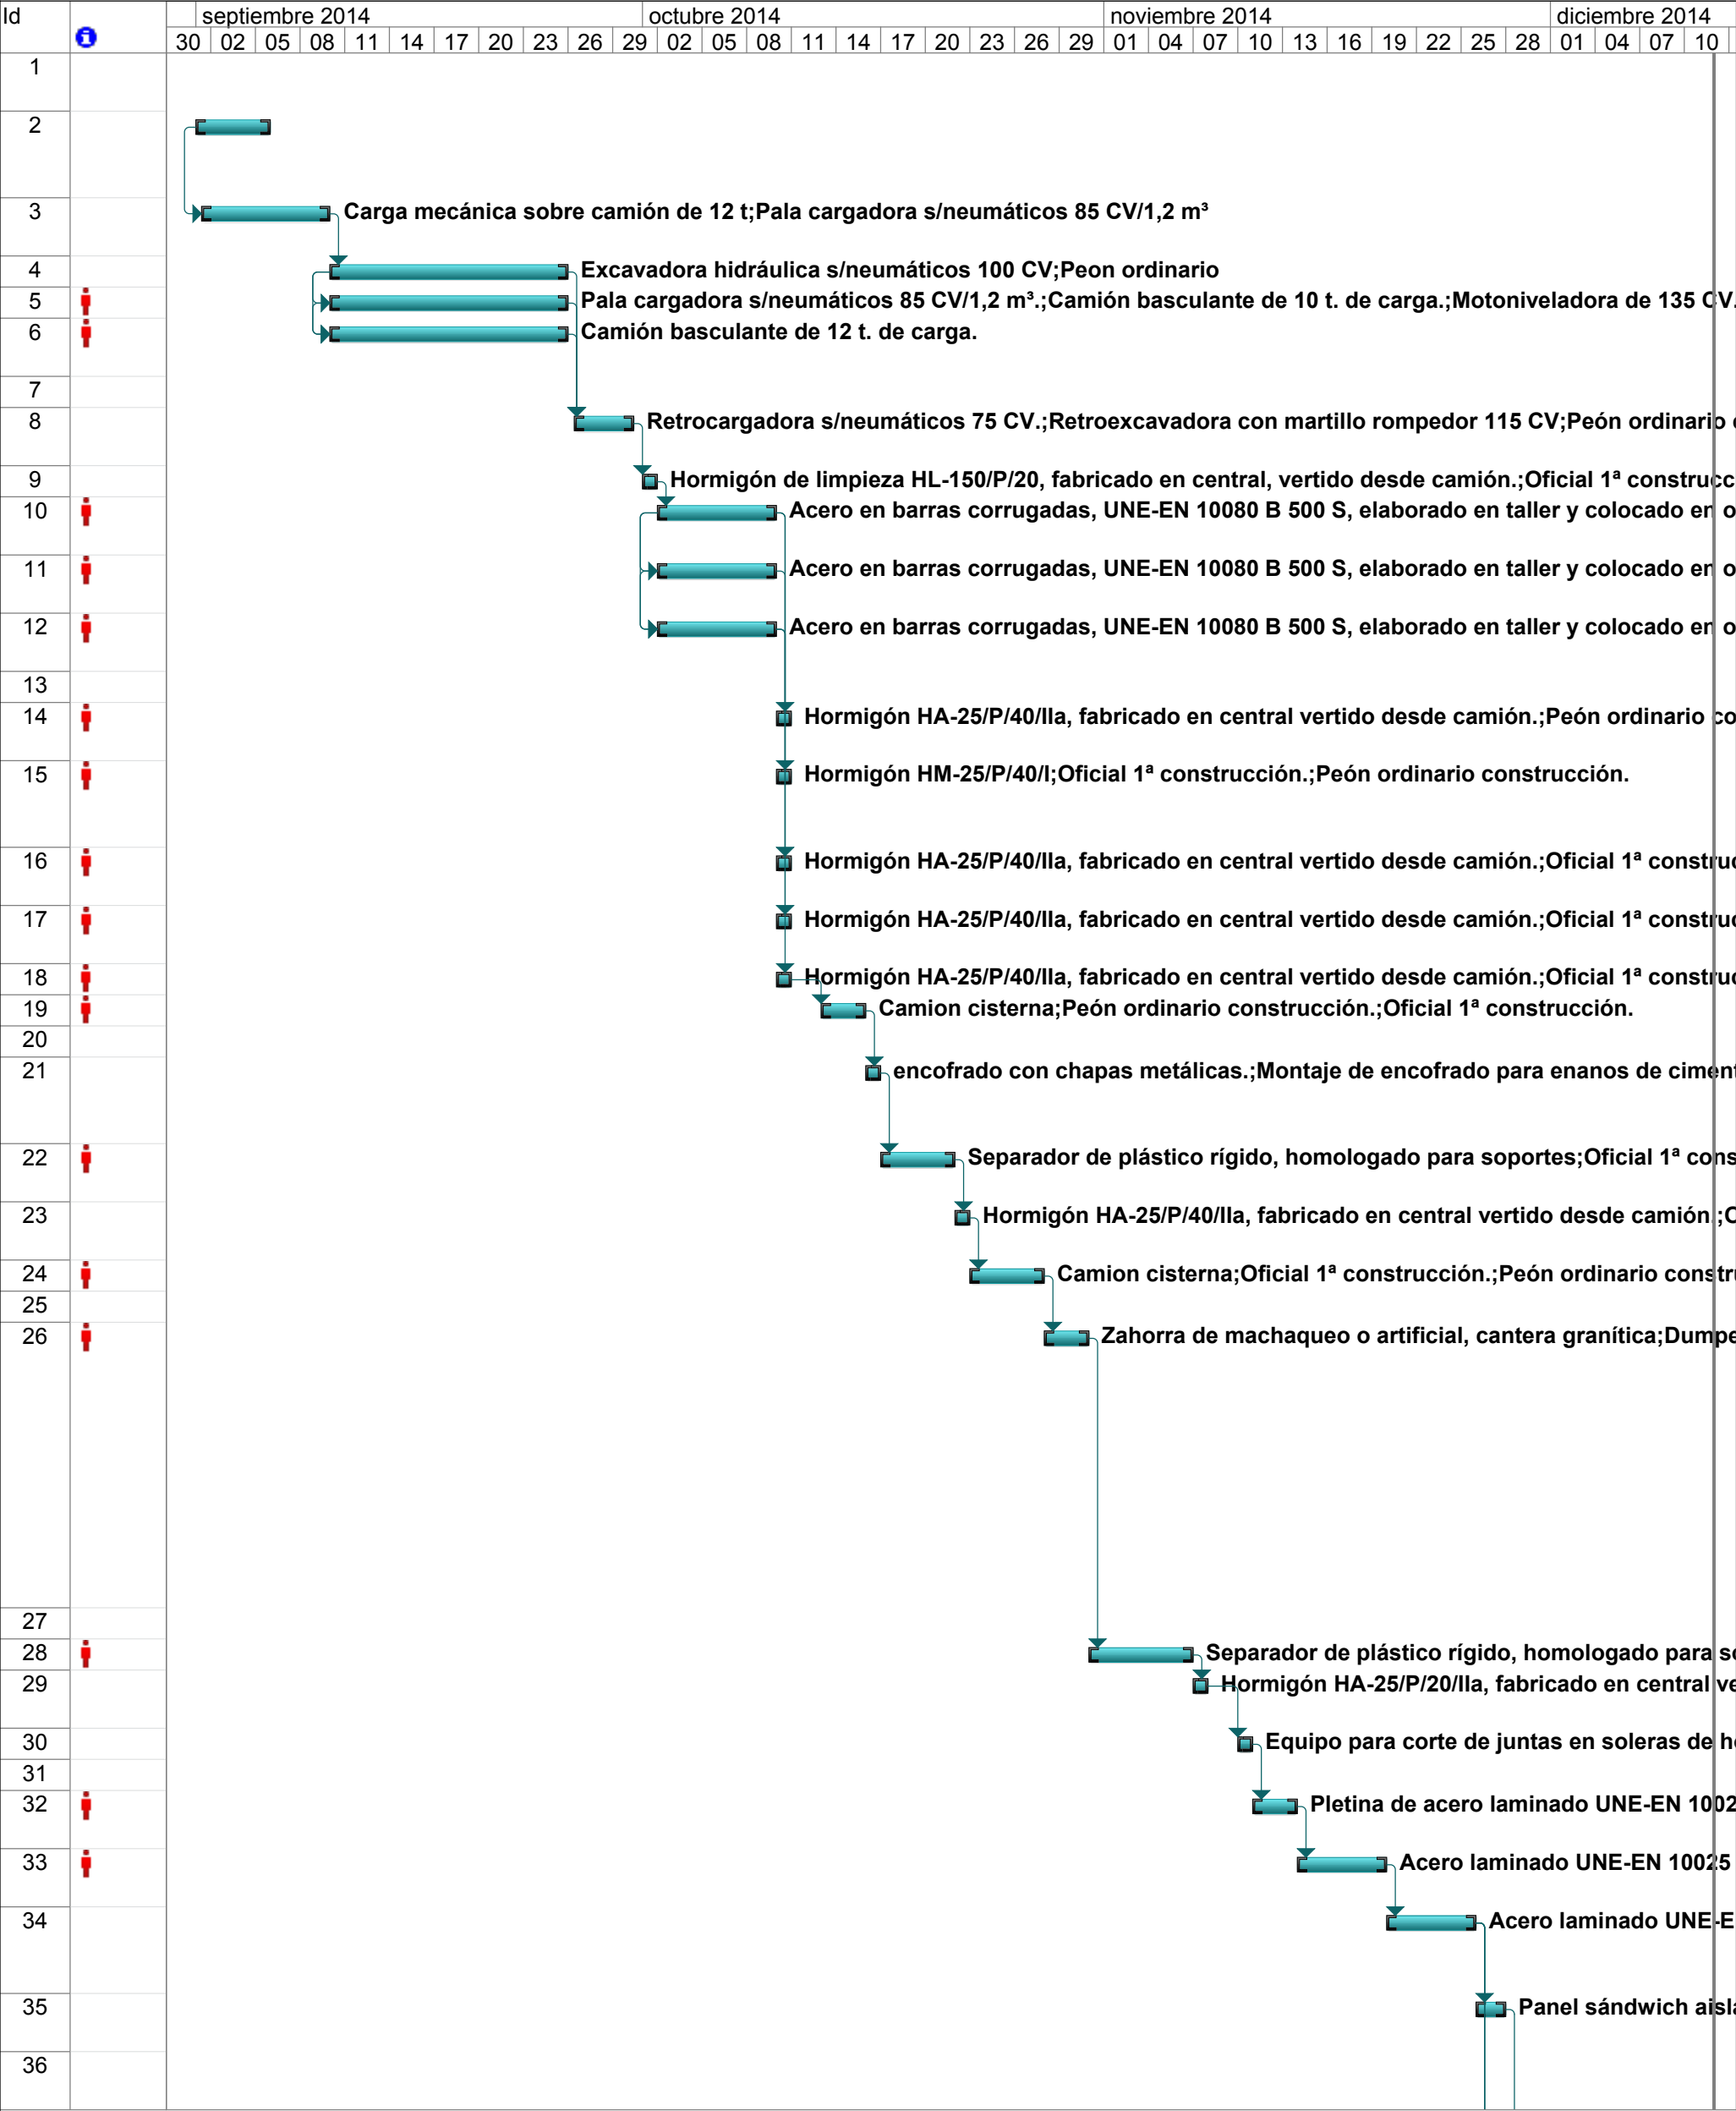 Id
septiembre 2014 octubre 2014 noviembre 2014 diciembre 2014
30 02 05 08 11 14 17 20 23 26 29 02 05 08 11 14 17 20 23 26 29 01 04 07 10 13 16 19 22 25 28 01 04 07 10
1
2
3 Carga mecánica sobre camión de 12 t;Pala cargadora s/neumáticos 85 CV/1,2 m³
4 Excavadora hidráulica s/neumáticos 100 CV;Peon ordinario
5 Pala cargadora s/neumáticos 85 CV/1,2 m³.;Camión basculante de 10 t. de carga.;Motoniveladora de 135 CV.
6 Camión basculante de 12 t. de carga.
7
8 Retrocargadora s/neumáticos 75 CV.;Retroexcavadora con martillo rompedor 115 CV;Peón ordinario
9 Hormigón de limpieza HL-150/P/20, fabricado en central, vertido desde camión.;Oficial 1ª construcc
10 Acero en barras corrugadas, UNE-EN 10080 B 500 S, elaborado en taller y colocado en o
11 Acero en barras corrugadas, UNE-EN 10080 B 500 S, elaborado en taller y colocado en o
12 Acero en barras corrugadas, UNE-EN 10080 B 500 S, elaborado en taller y colocado en o
13
14 Hormigón HA-25/P/40/IIa, fabricado en central vertido desde camión.;Peón ordinario co
15 Hormigón HM-25/P/40/I;Oficial 1ª construcción.;Peón ordinario construcción.
16 Hormigón HA-25/P/40/IIa, fabricado en central vertido desde camión.;Oficial 1ª construc
17 Hormigón HA-25/P/40/IIa, fabricado en central vertido desde camión.;Oficial 1ª construc
18 Hormigón HA-25/P/40/IIa, fabricado en central vertido desde camión.;Oficial 1ª construc
19 Camion cisterna;Peón ordinario construcción.;Oficial 1ª construcción.
20
21 encofrado con chapas metálicas.;Montaje de encofrado para enanos de ciment
22 Separador de plástico rígido, homologado para soportes;Oficial 1ª cons
23 Hormigón HA-25/P/40/IIa, fabricado en central vertido desde camión.;O
24 Camion cisterna;Oficial 1ª construcción.;Peón ordinario constru
25
26 Zahorra de machaqueo o artificial, cantera granítica;Dumpe
27
28 Separador de plástico rígido, homologado para so
29 Hormigón HA-25/P/20/IIa, fabricado en central ve
30 Equipo para corte de juntas en soleras de ho
31
32 Pletina de acero laminado UNE-EN 1002
33 Acero laminado UNE-EN 10025
34 Acero laminado UNE-E
35 Panel sándwich aisla
36